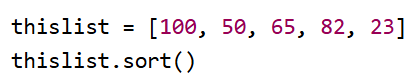 thislist = [100, 50, 65, 82, 23]
thislist.sort()